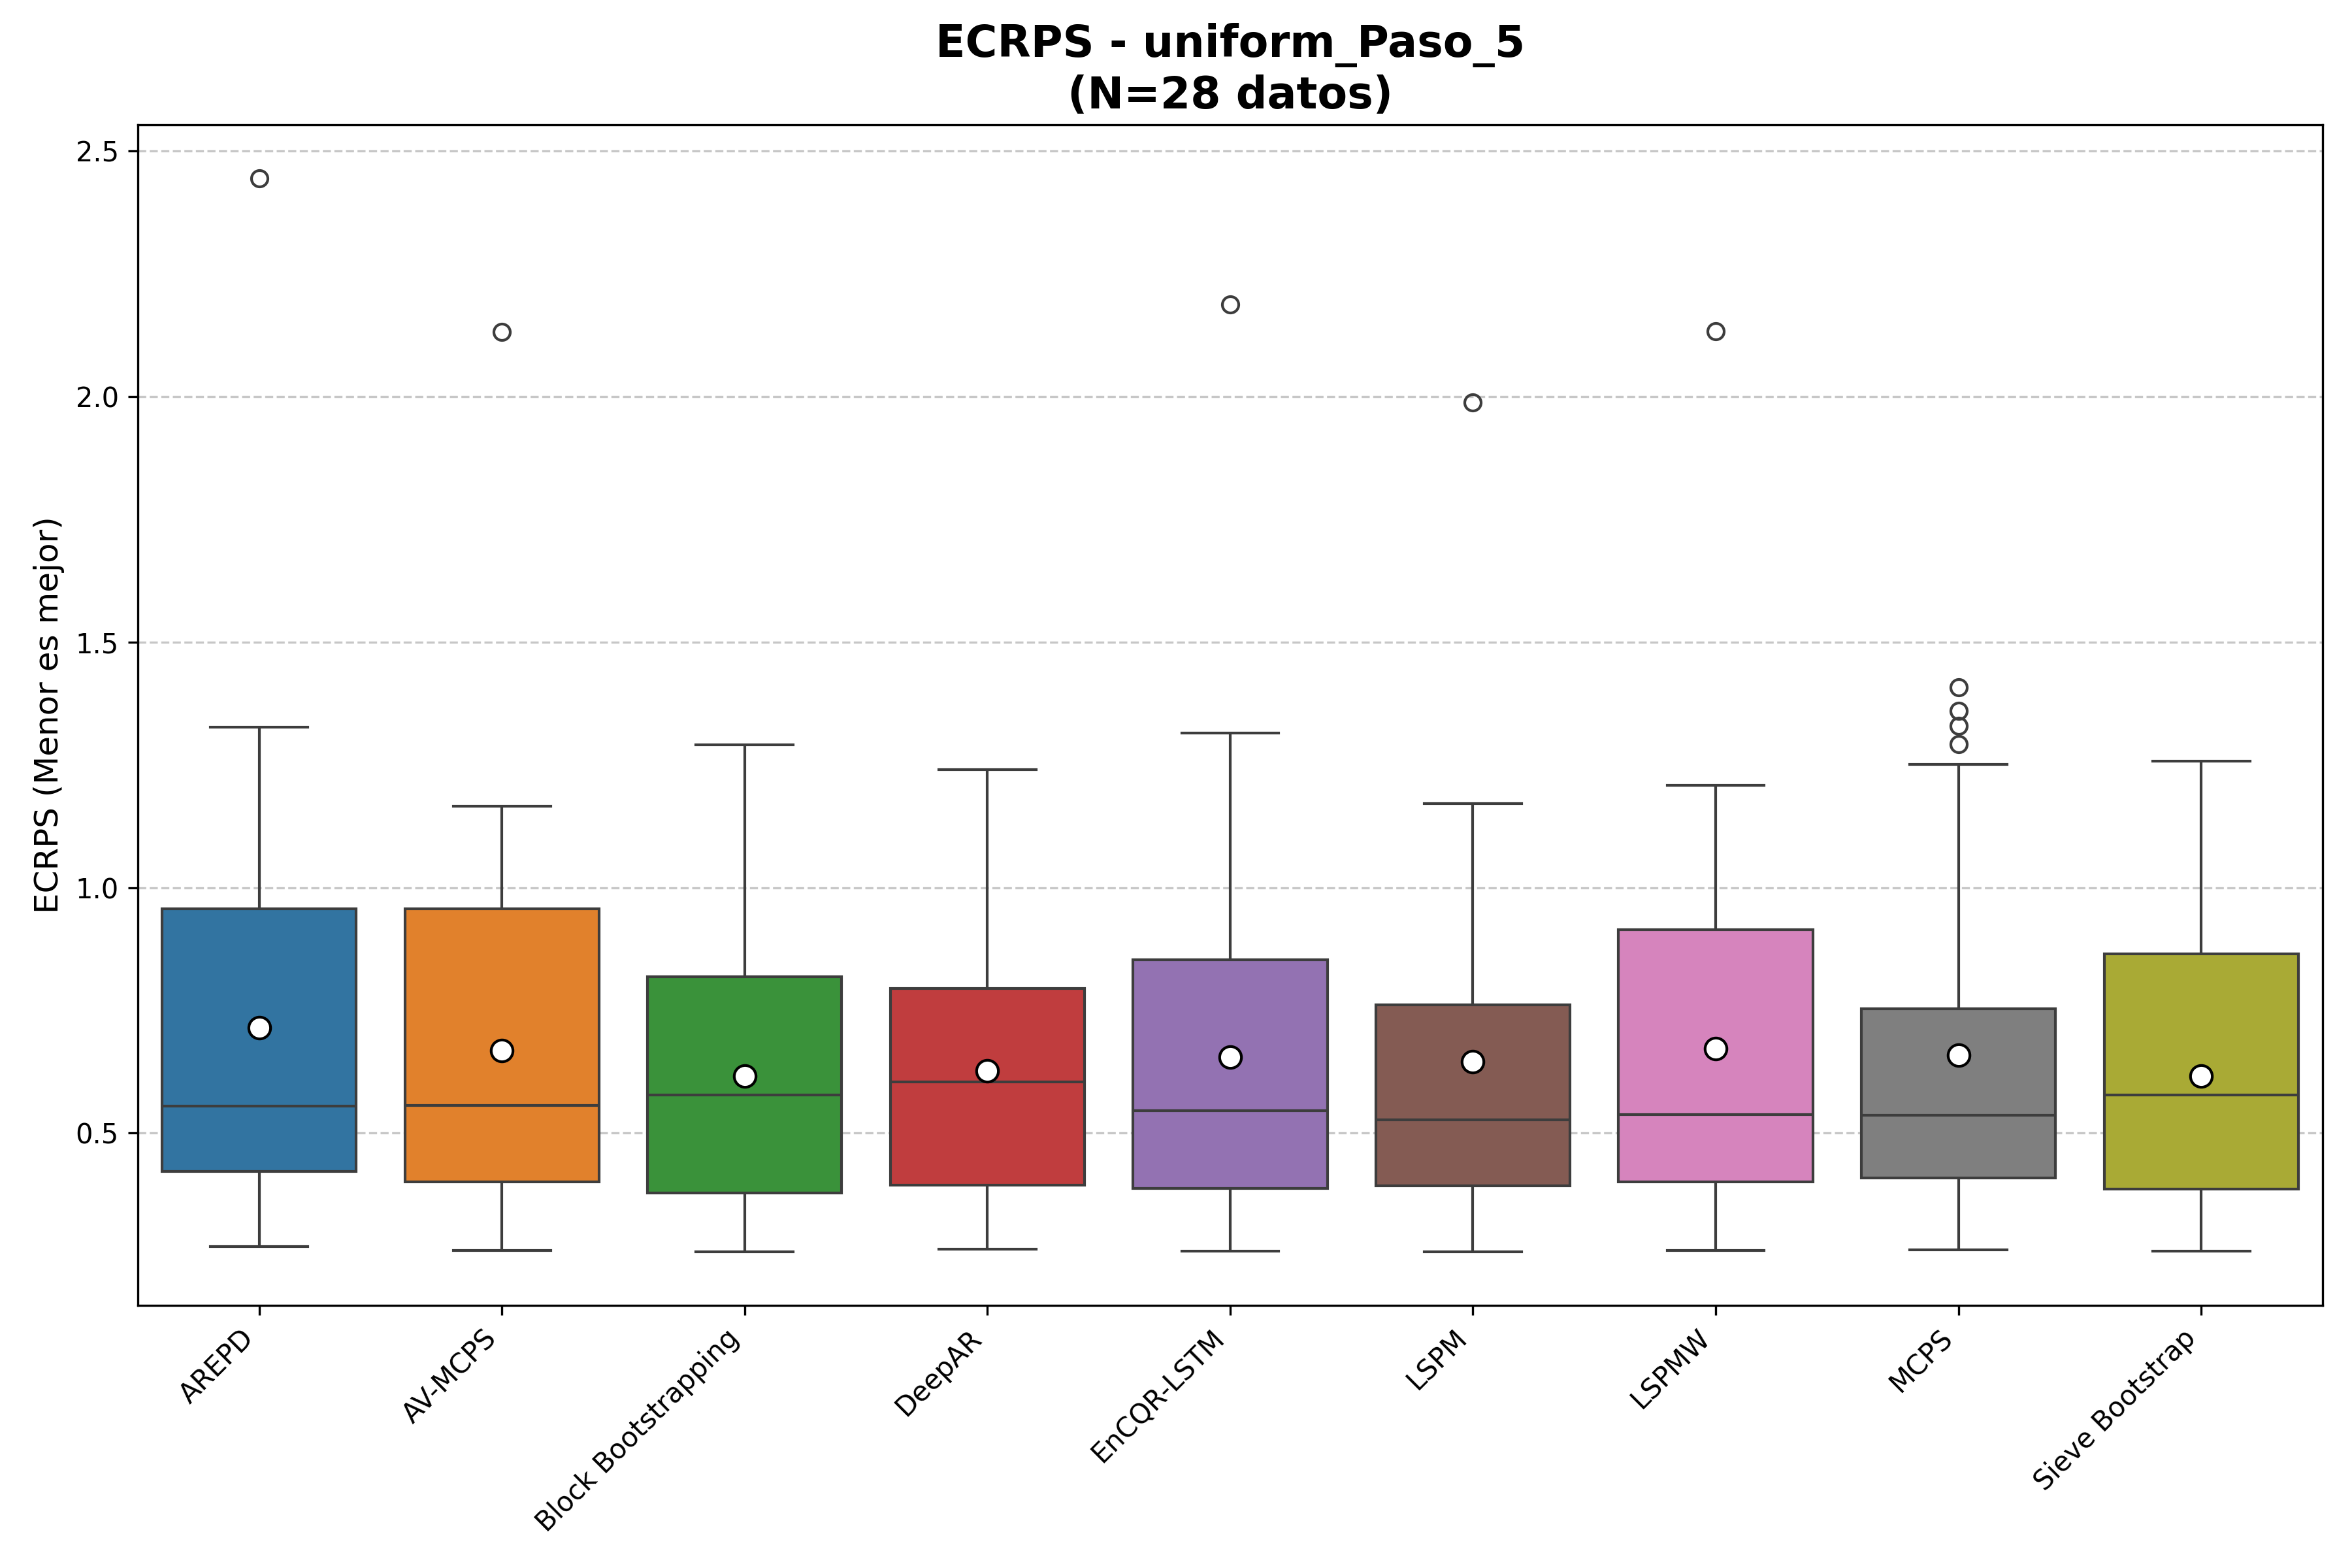 ECRPS - uniform_Paso_5
(N=28 datos)
ECRPS (Menor es mejor)
2.5
2.0
1.5
1.0
0.5
AREPD
AV-MCPS
Block Bootstrapping
DeepAR
EnCQR-LSTM
LSPM
LSPMW
MCPS
Sieve Bootstrap